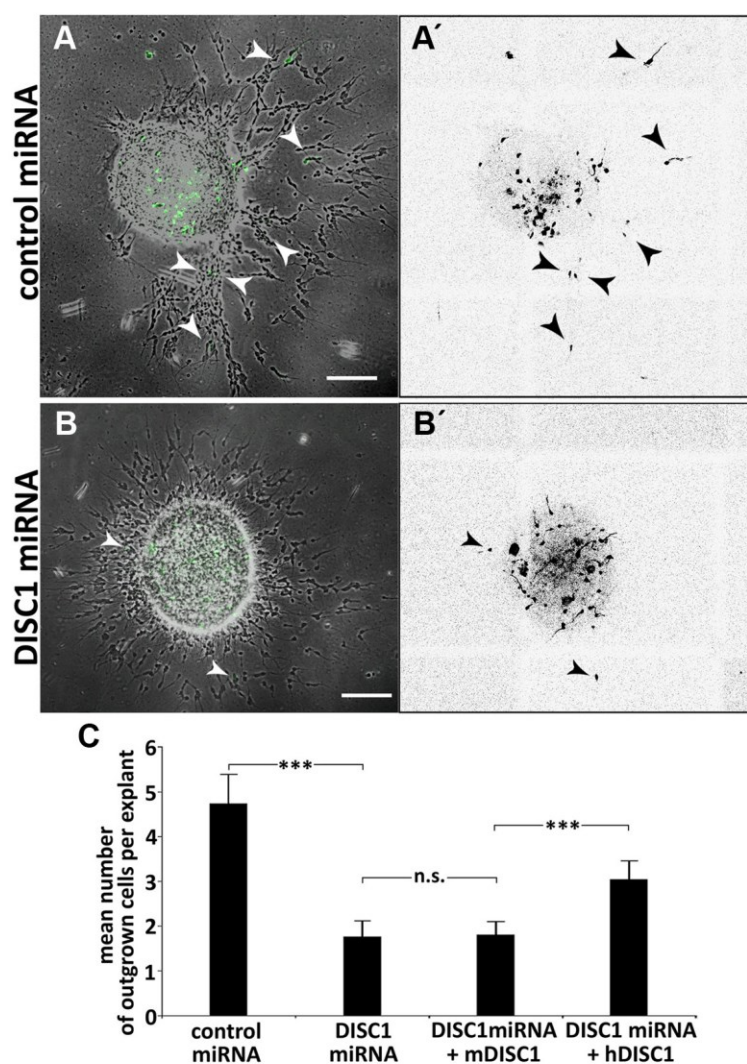 A
A´
control miRNA
B
B´
DISC1 miRNA
C
mean number
of outgrown cells per explant
6
5
4
3
2
1
0
***
n.s.
***
control
miRNA
DISC1
miRNA
DISC1miRNA
+ mDISC1
DISC1 miRNA
+ hDISC1